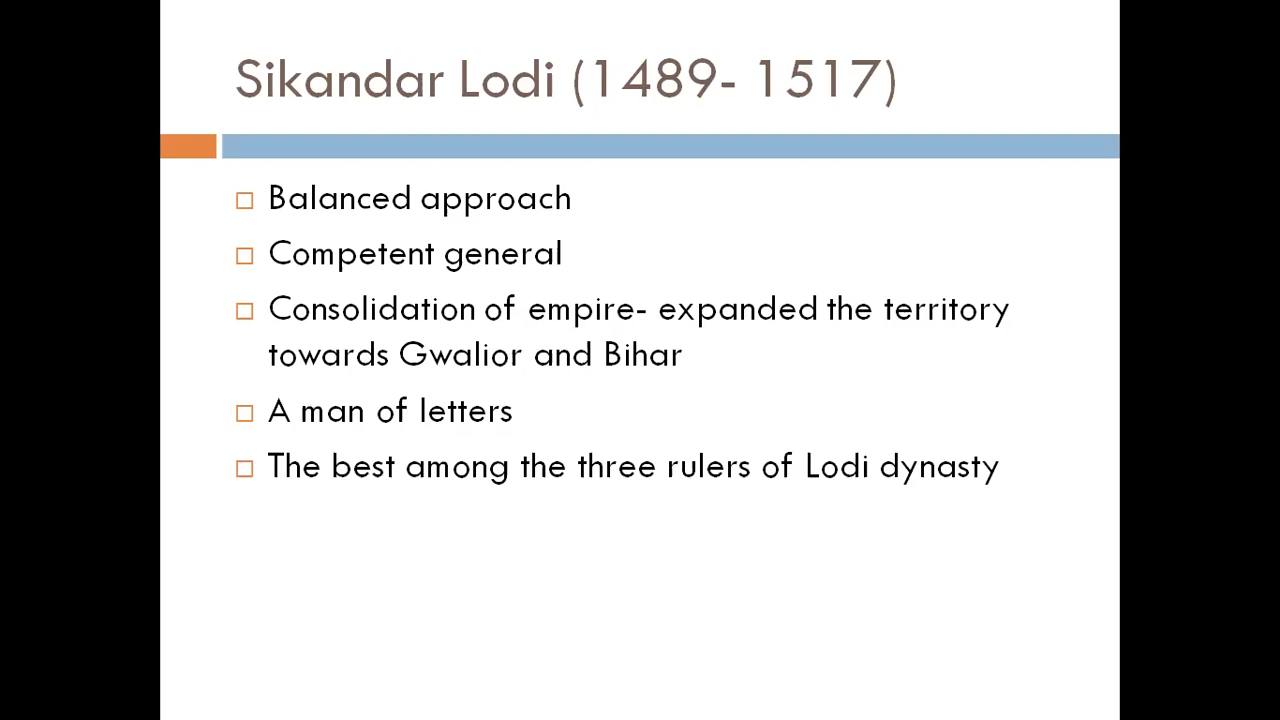 Sikandar Lodi (1489- 1517)
Balanced approach
Competent general
Consolidation of empire- expanded the territory
towards Gwalior and Bihar
A man of letters
The best among the three rulers of Lodi dynasty